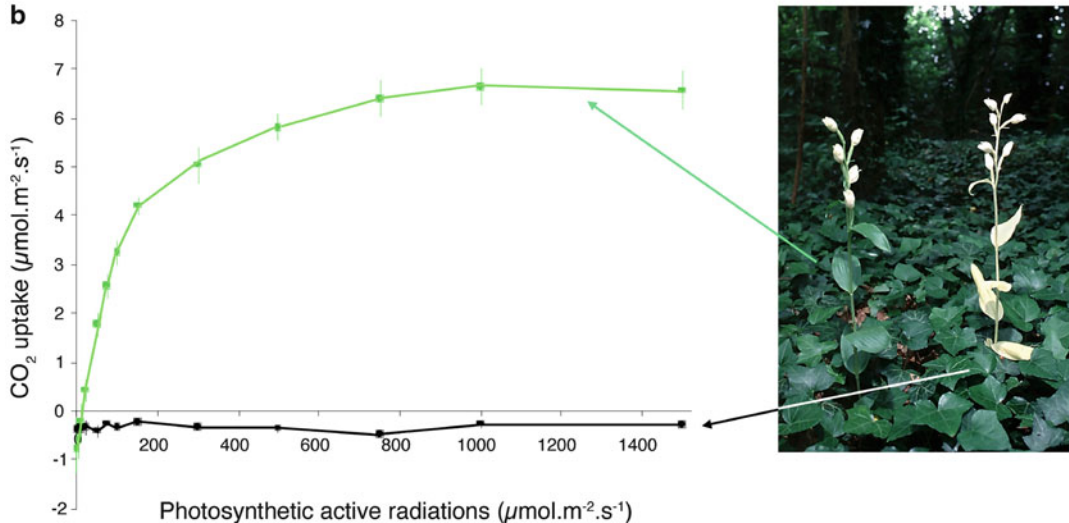 b
8
7
6
5
4
3
2
1
0
-1
-2
200 400 600 800 1000 1200 1400
CO₂ uptake (µmol.m⁻².s⁻¹)
Photosynthetic active radiations (µmol.m⁻².s⁻¹)